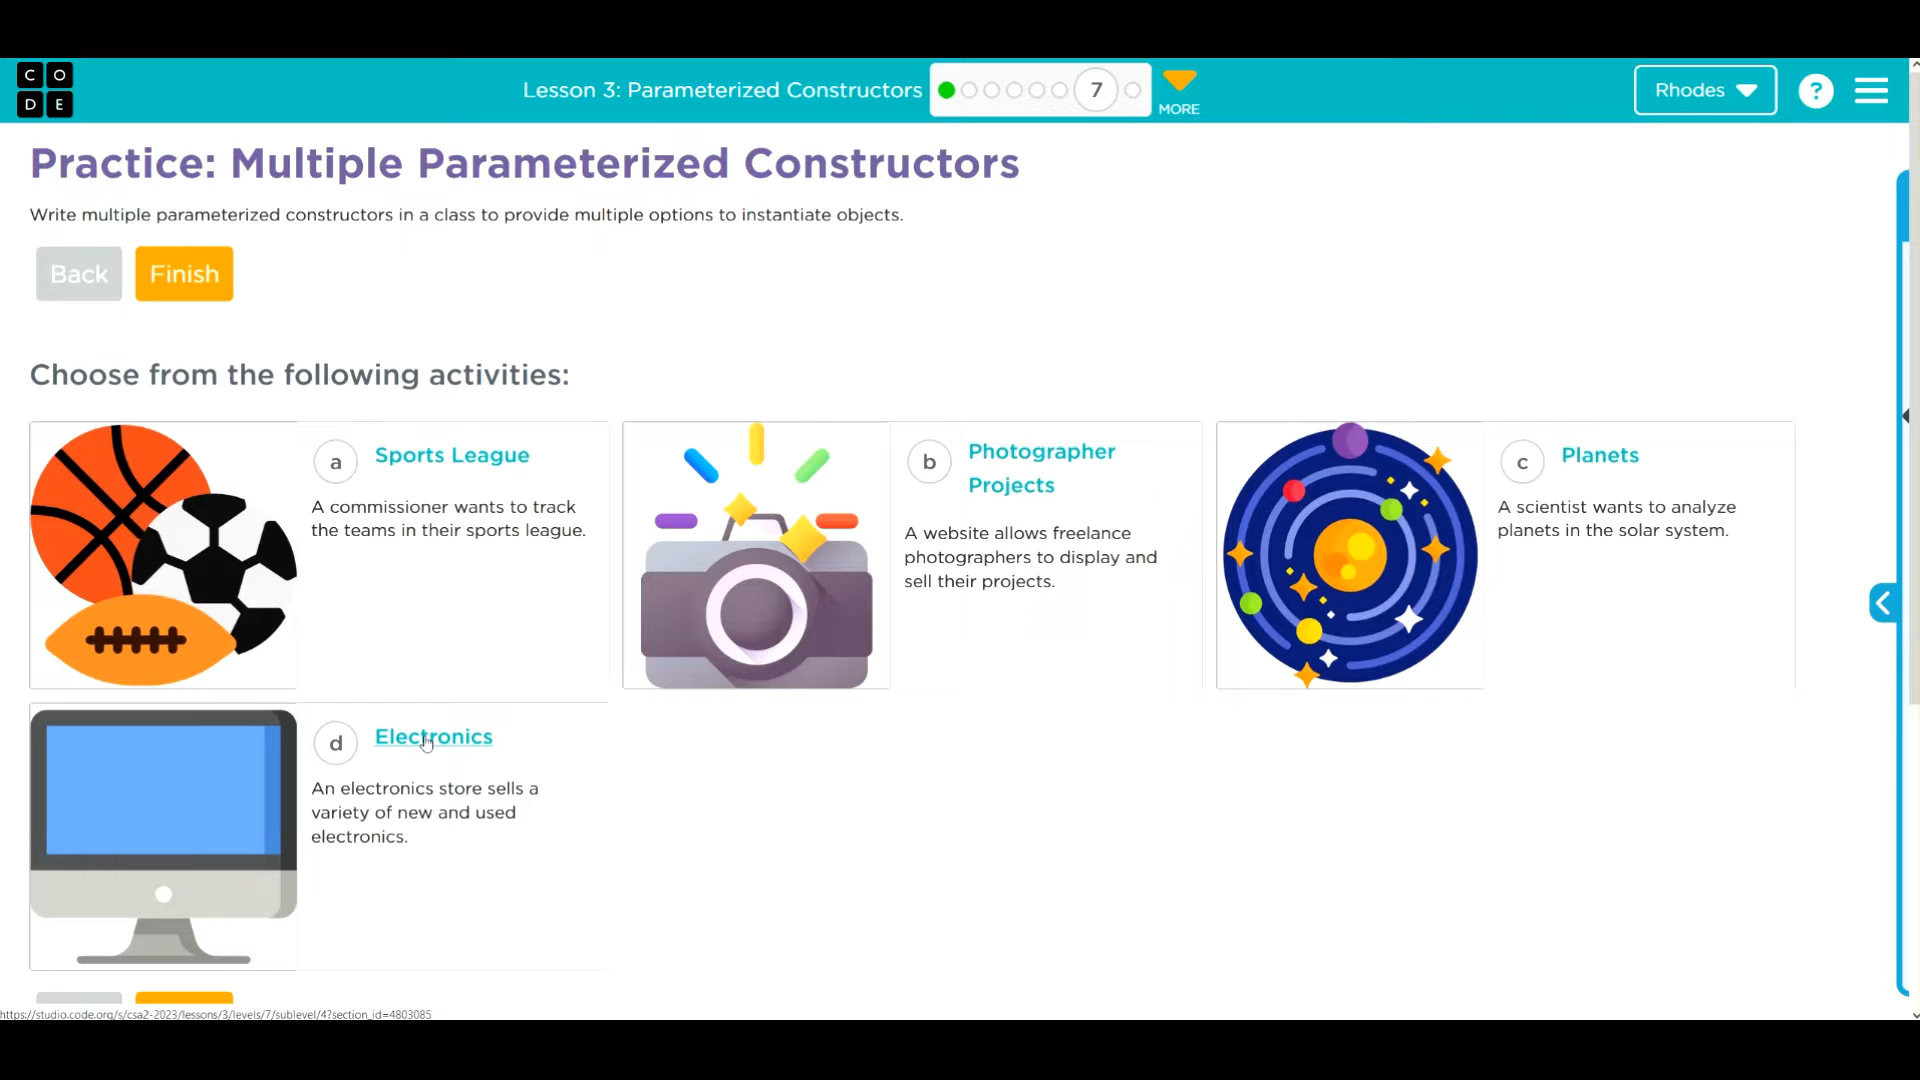 C O
D E
Lesson 3: Parameterized Constructors
7
MORE
Rhodes
?
Practice: Multiple Parameterized Constructors
Write multiple parameterized constructors in a class to provide multiple options to instantiate objects.
Back
Finish
Choose from the following activities:
a
Sports League
A commissioner wants to track
the teams in their sports league.
b
Photographer
Projects
A website allows freelance
photographers to display and
sell their projects.
c
Planets
A scientist wants to analyze
planets in the solar system.
d
Electronics
An electronics store sells a
variety of new and used
electronics.
https://studio.code.org/s/csa2-2023/lessons/3/levels/7/sublevel/4?section_id=4803085